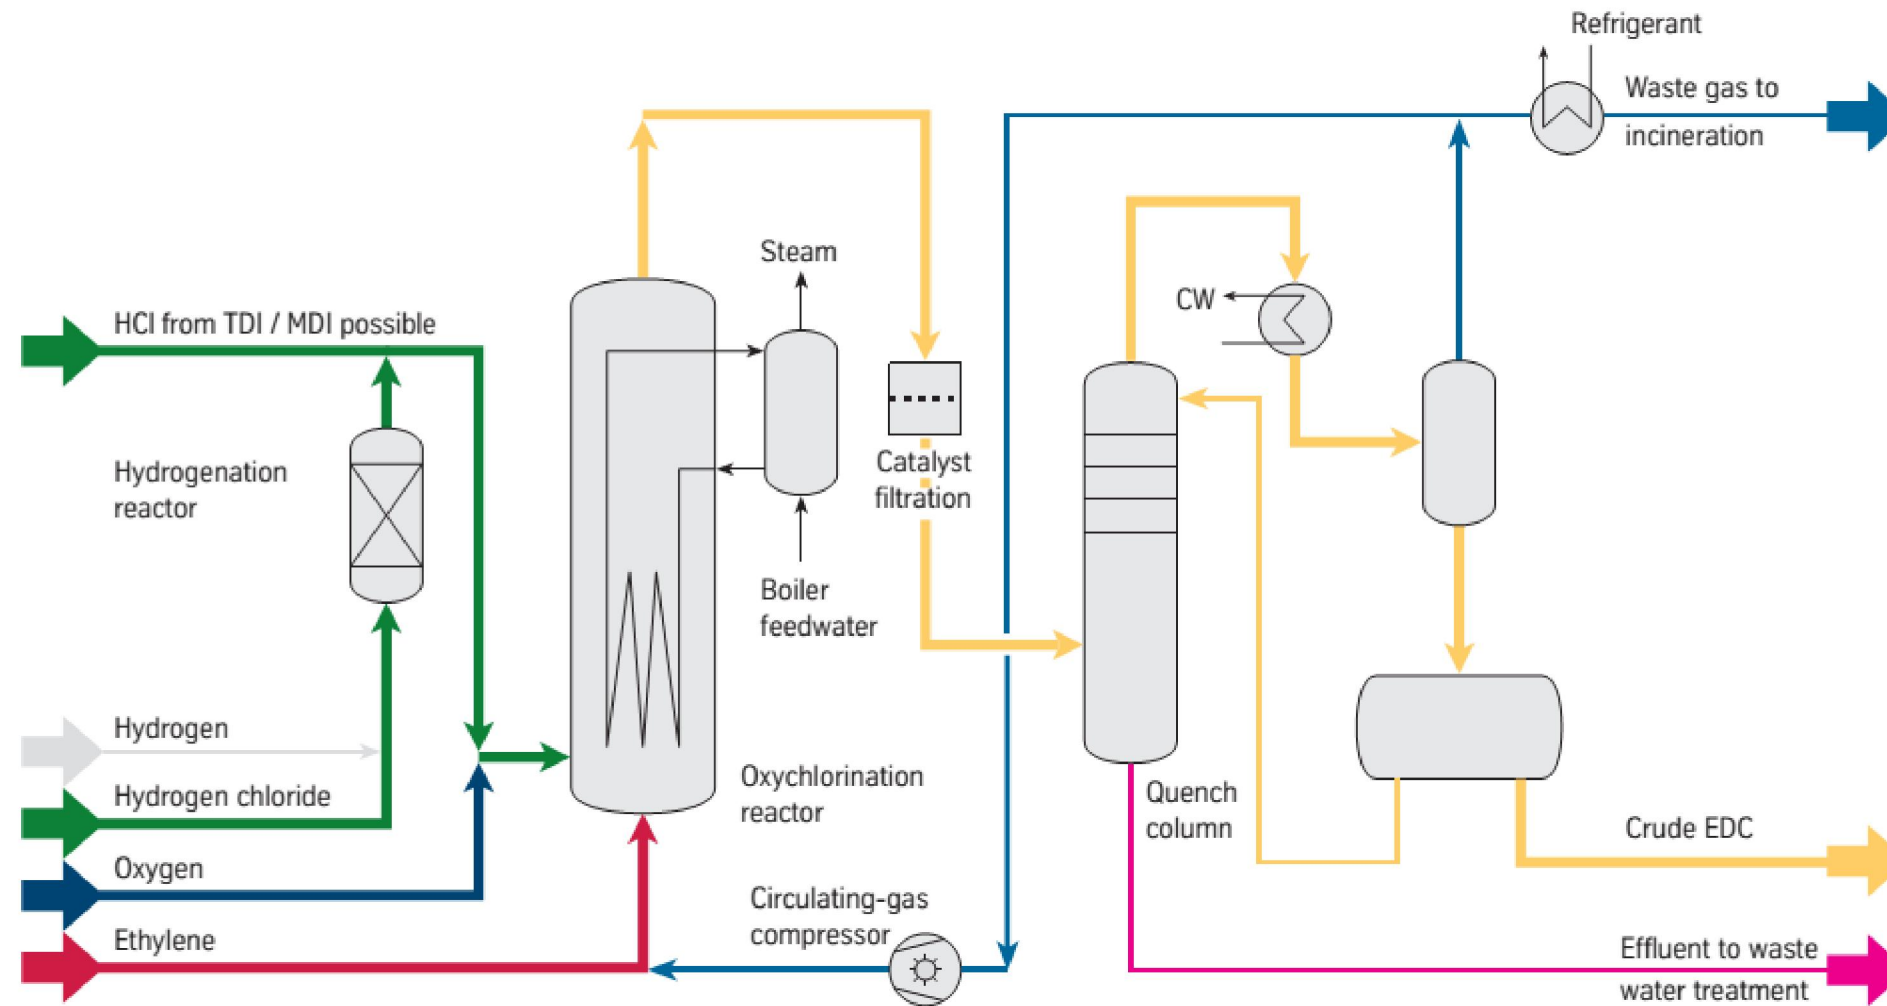 Refrigerant
Waste gas to
incineration
Steam
CW
HCl from TDI / MDI possible
Hydrogenation
reactor
Catalyst
filtration
Boiler
feedwater
Hydrogen
Hydrogen chloride
Oxychlorination
reactor
Quench
column
Crude EDC
Oxygen
Circulating-gas
compressor
Ethylene
Effluent to waste
water treatment